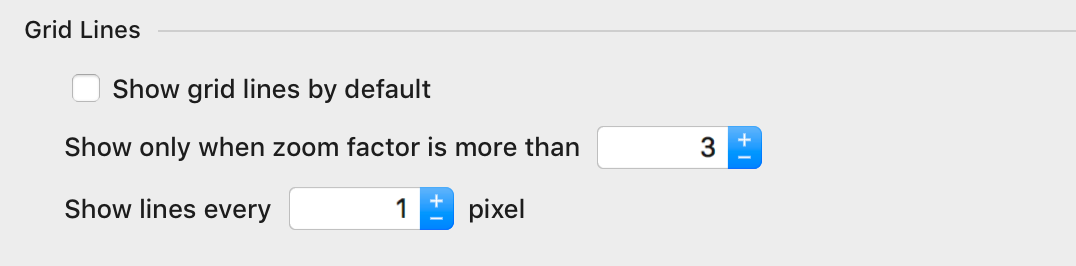 Grid Lines
Show grid lines by default
Show only when zoom factor is more than 3 + −
Show lines every 1 + − pixel